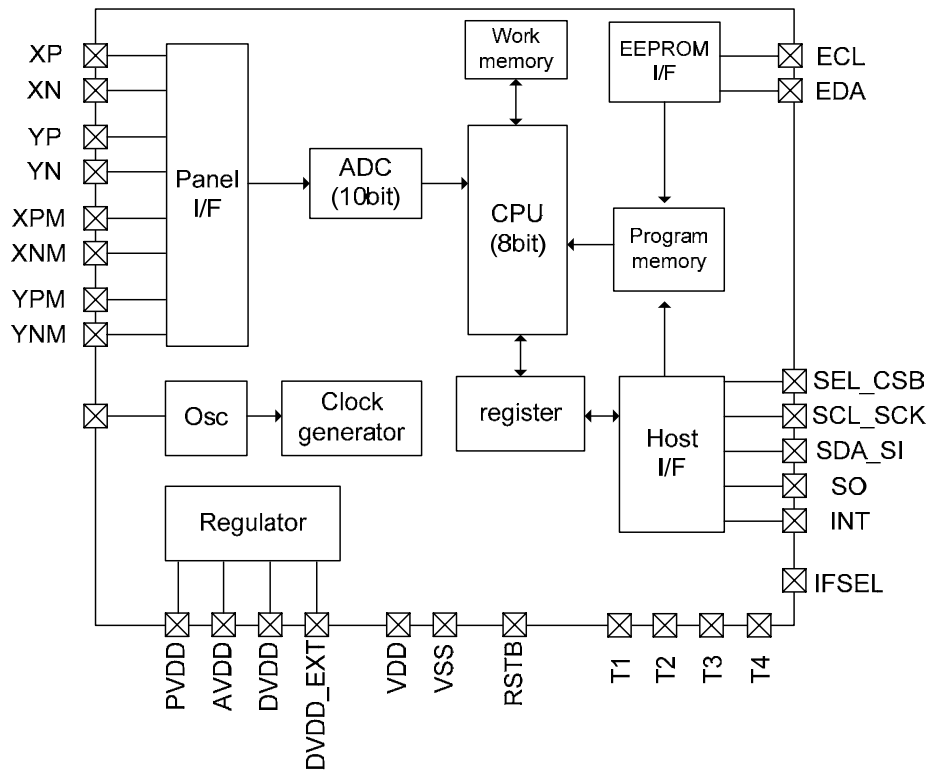 XP
XN
YP
YN
XPM
XNM
YPM
YNM
Panel
I/F
ADC
(10bit)
Work
memory
CPU
(8bit)
EEPROM
I/F
ECL
EDA
Program
memory
Osc
Clock
generator
register
Host
I/F
SEL_CSB
SCL_SCK
SDA_SI
SO
INT
IFSEL
Regulator
PVDD
AVDD
DVDD
DVDD_EXT
VDD
VSS
RSTB
T1
T2
T3
T4